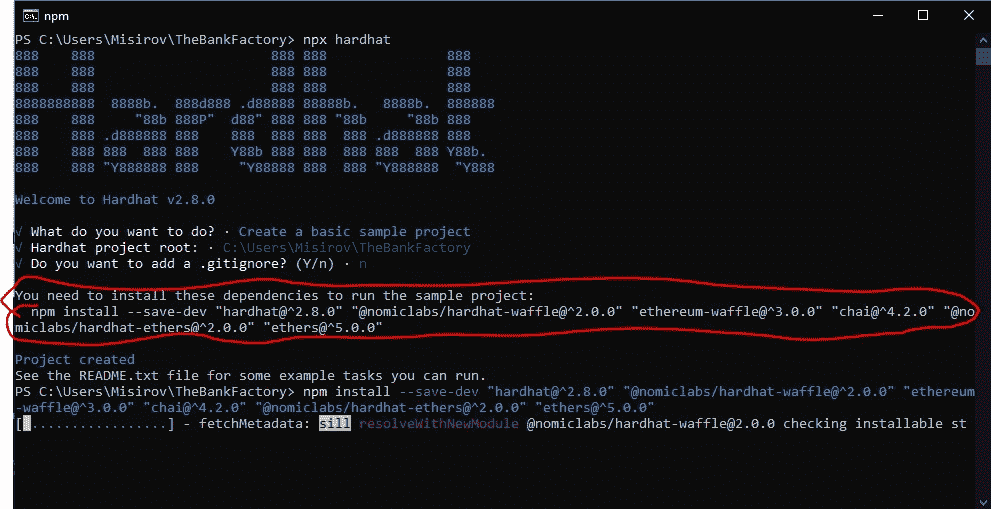 npm
PS C:\Users\Misirov\TheBankFactory> npx hardhat
888    888                      888 888               888
888    888                      888 888               888
888    888                      888 888               888
8888888888  8888b.  888d888 .d88888 88888b.   8888b.  888888
888    888     "88b 888P"  d88" 888 888 "88b     "88b 888
888    888 .d888888 888    888  888 888  888 .d888888 888
888    888 888  888 888    Y88b 888 888  888 888  888 Y88b.
888    888 "Y888888 888     "Y88888 888  888 "Y888888  "Y888
Welcome to Hardhat v2.8.0
√ What do you want to do? · Create a basic sample project
√ Hardhat project root: · C:\Users\Misirov\TheBankFactory
√ Do you want to add a .gitignore? (Y/n) · n
You need to install these dependencies to run the sample project:
npm install --save-dev "hardhat@^2.8.0" "@nomiclabs/hardhat-waffle@^2.0.0" "ethereum-waffle@^3.0.0" "chai@^4.2.0" "@no
miclabs/hardhat-ethers@^2.0.0" "ethers@^5.0.0"
Project created
See the README.txt file for some example tasks you can run.
PS C:\Users\Misirov\TheBankFactory> npm install --save-dev "hardhat@^2.8.0" "@nomiclabs/hardhat-waffle@^2.0.0" "ethereum
-waffle@^3.0.0" "chai@^4.2.0" "@nomiclabs/hardhat-ethers@^2.0.0" "ethers@^5.0.0"
[ .................] - fetchMetadata: sill resolveWithNewModule @nomiclabs/hardhat-waffle@2.0.0 checking installable st